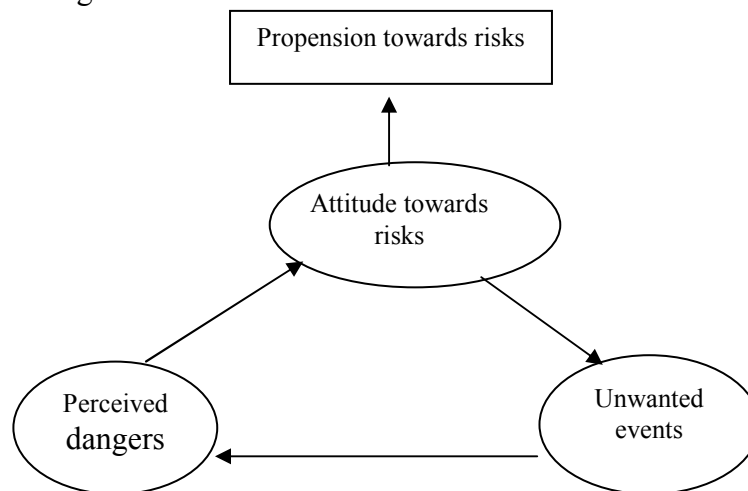 Propension towards risks
Attitude towards
risks
Perceived
dangers
Unwanted
events